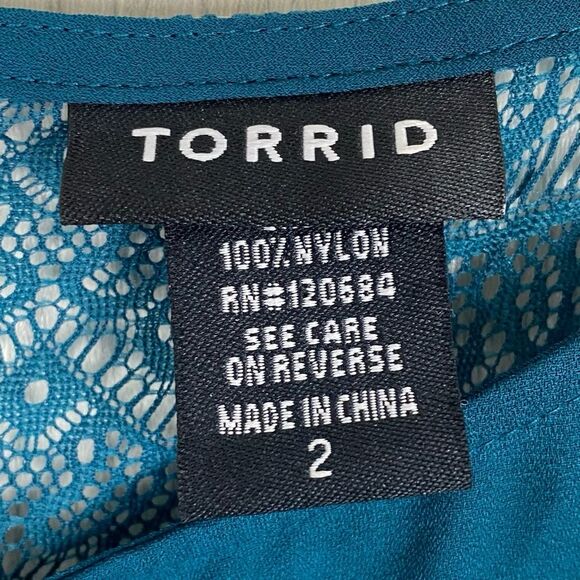 TORRID
100% NYLON
RN#120684
SEE CARE
ON REVERSE
MADE IN CHINA
2